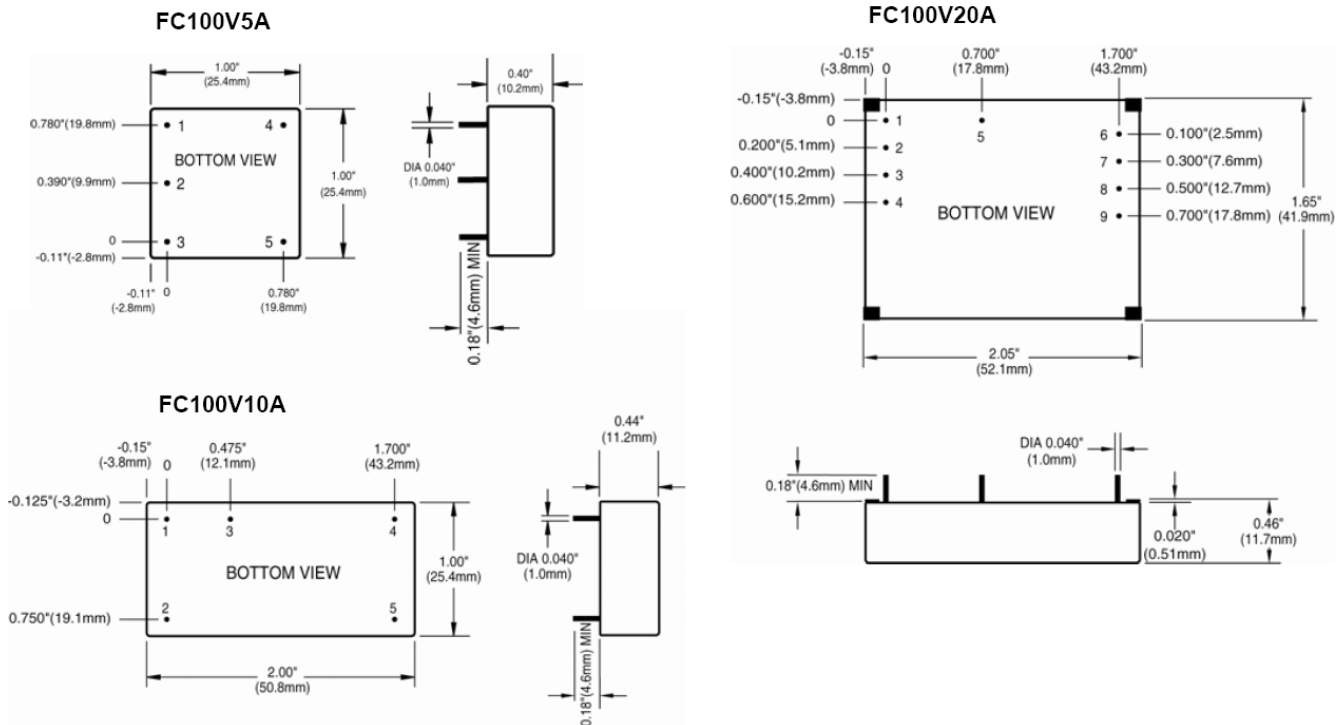 FC100V5A
1.00"
(25.4mm)
0.40"
(10.2mm)
0.780"(19.8mm)
1
4
BOTTOM VIEW
DIA 0.040"
(1.0mm)
0.390"(9.9mm)
2
1.00"
(25.4mm)
0
3
5
-0.11"(-2.8mm)
-0.11"
(-2.8mm)
0
0.780"
(19.8mm)
0.18"(4.6mm) MIN
FC100V20A
-0.15"
(-3.8mm)
0
0.700"
(17.8mm)
1.700"
(43.2mm)
-0.15"(-3.8mm)
0
1
5
6
0.100"(2.5mm)
0.200"(5.1mm)
2
7
0.300"(7.6mm)
0.400"(10.2mm)
3
8
0.500"(12.7mm)
0.600"(15.2mm)
4
9
0.700"(17.8mm)
BOTTOM VIEW
1.65"
(41.9mm)
2.05"
(52.1mm)
DIA 0.040"
(1.0mm)
0.18"(4.6mm) MIN
0.020"
(0.51mm)
0.46"
(11.7mm)
FC100V10A
-0.15"
(-3.8mm)
0
0.475"
(12.1mm)
1.700"
(43.2mm)
0.44"
(11.2mm)
-0.125"(-3.2mm)
0
1
3
4
BOTTOM VIEW
1.00"
(25.4mm)
DIA 0.040"
(1.0mm)
0.750"(19.1mm)
2
5
2.00"
(50.8mm)
0.18"(4.6mm) MIN